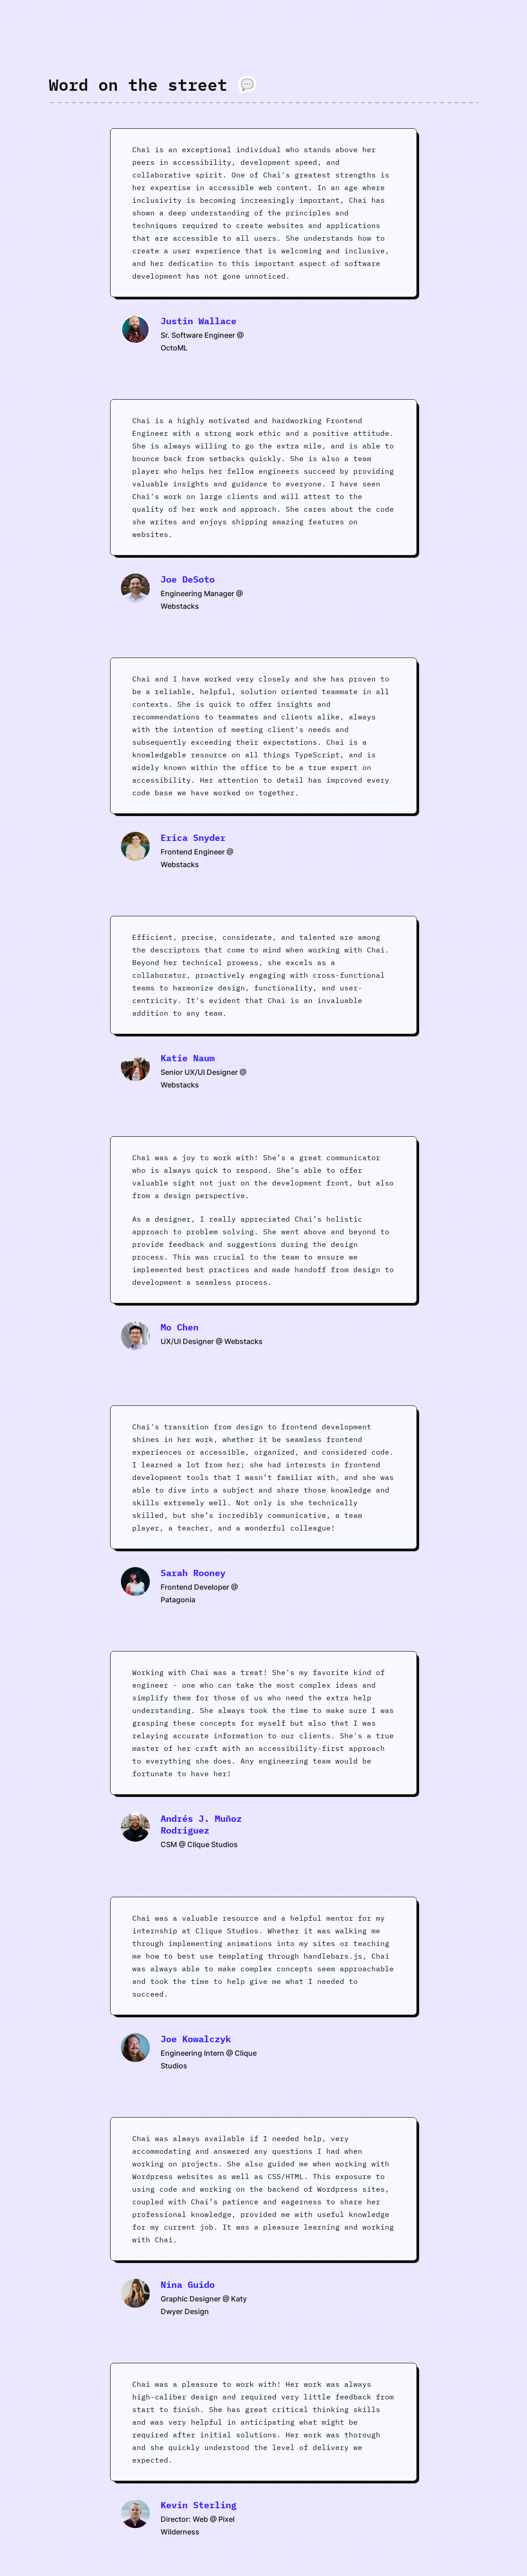 Word on the street
Chai is an exceptional individual who stands above her
peers in accessibility, development speed, and
collaborative spirit. One of Chai's greatest strengths is
her expertise in accessible web content. In an age where
inclusivity is becoming increasingly important, Chai has
shown a deep understanding of the principles and
techniques required to create websites and applications
that are accessible to all users. She understands how to
create a user experience that is welcoming and inclusive,
and her dedication to this important aspect of software
development has not gone unnoticed.
Justin Wallace
Sr. Software Engineer @
OctoML
Chai is a highly motivated and hardworking Frontend
Engineer with a strong work ethic and a positive attitude.
She is always willing to go the extra mile, and is able to
bounce back from setbacks quickly. She is also a team
player who helps her fellow engineers succeed by providing
valuable insights and guidance to everyone. I have seen
Chai's work on large clients and will attest to the
quality of her work and approach. She cares about the code
she writes and enjoys shipping amazing features on
websites.
Joe DeSoto
Engineering Manager @
Webstacks
Chai and I have worked very closely and she has proven to
be a reliable, helpful, solution oriented teammate in all
contexts. She is quick to offer insights and
recommendations to teammates and clients alike, always
with the intention of meeting client's needs and
subsequently exceeding their expectations. Chai is a
knowledgable resource on all things TypeScript, and is
widely known within the office to be a true expert on
accessibility. Her attention to detail has improved every
code base we have worked on together.
Erica Snyder
Frontend Engineer @
Webstacks
Efficient, precise, considerate, and talented are among
the descriptors that come to mind when working with Chai.
Beyond her technical prowess, she excels as a
collaborator, proactively engaging with cross-functional
teams to harmonize design, functionality, and user-
centricity. It's evident that Chai is an invaluable
addition to any team.
Katie Naum
Senior UX/UI Designer @
Webstacks
Chai was a joy to work with! She’s a great communicator
who is always quick to respond. She’s able to offer
valuable sight not just on the development front, but also
from a design perspective.
As a designer, I really appreciated Chai’s holistic
approach to problem solving. She went above and beyond to
provide feedback and suggestions during the design
process. This was crucial to the team to ensure we
implemented best practices and made handoff from design to
development a seamless process.
Mo Chen
UX/UI Designer @ Webstacks
Chai's transition from design to frontend development
shines in her work, whether it be seamless frontend
experiences or accessible, organized, and considered code.
I learned a lot from her; she had interests in frontend
development tools that I wasn’t familiar with, and she was
able to dive into a subject and share those knowledge and
skills extremely well. Not only is she technically
skilled, but she’s incredibly communicative, a team
player, a teacher, and a wonderful colleague!
Sarah Rooney
Frontend Developer @
Patagonia
Working with Chai was a treat! She's my favorite kind of
engineer - one who can take the most complex ideas and
simplify them for those of us who need the extra help
understanding. She always took the time to make sure I was
grasping these concepts for myself but also that I was
relaying accurate information to our clients. She's a true
master of her craft with an accessibility-first approach
to everything she does. Any engineering team would be
fortunate to have her!
Andrés J. Muñoz
Rodriguez
CSM @ Clique Studios
Chai was a valuable resource and a helpful mentor for my
internship at Clique Studios. Whether it was walking me
through implementing animations into my sites or teaching
me how to best use templating through handlebars.js, Chai
was always able to make complex concepts seem approachable
and took the time to help give me what I needed to
succeed.
Joe Kowalczyk
Engineering Intern @ Clique
Studios
Chai was always available if I needed help, very
accommodating and answered any questions I had when
working on projects. She also guided me when working with
Wordpress websites as well as CSS/HTML. This exposure to
using code and working on the backend of Wordpress sites,
coupled with Chai’s patience and eagerness to share her
professional knowledge, provided me with useful knowledge
for my current job. It was a pleasure learning and working
with Chai.
Nina Guido
Graphic Designer @ Katy
Dwyer Design
Chai was a pleasure to work with! Her work was always
high-caliber design and required very little feedback from
start to finish. She has great critical thinking skills
and was very helpful in anticipating what might be
required after initial solutions. Her work was thorough
and she quickly understood the level of delivery we
expected.
Kevin Sterling
Director: Web @ Pixel
Wilderness